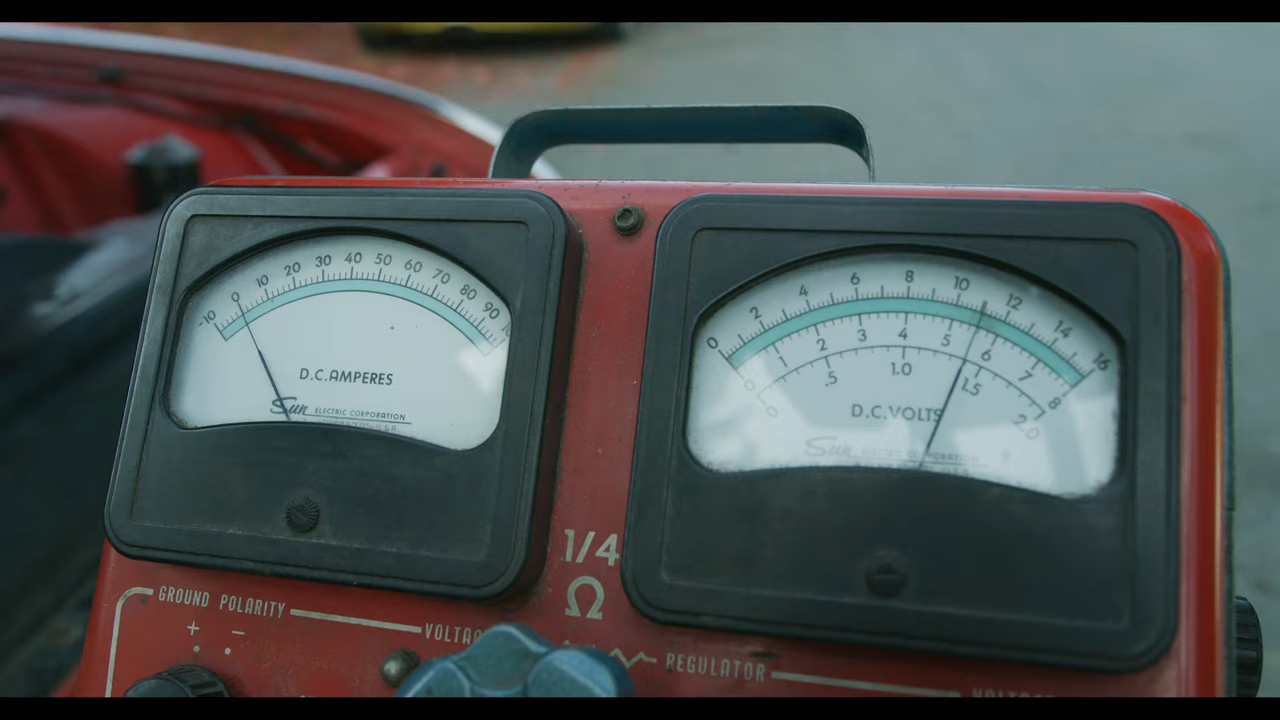 -10 0 10 20 30 40 50 60 70 80 90
D.C. AMPERES
Sun ELECTRIC CORPORATION
0 2 4 6 8 10 12 14 16
0 1 2 3 4 5 6 7 8
0 .5 1.0 1.5 2.0
D.C. VOLTS
Sun ELECTRIC CORPORATION
1/4
Ω
GROUND POLARITY
+ −
REGULATOR